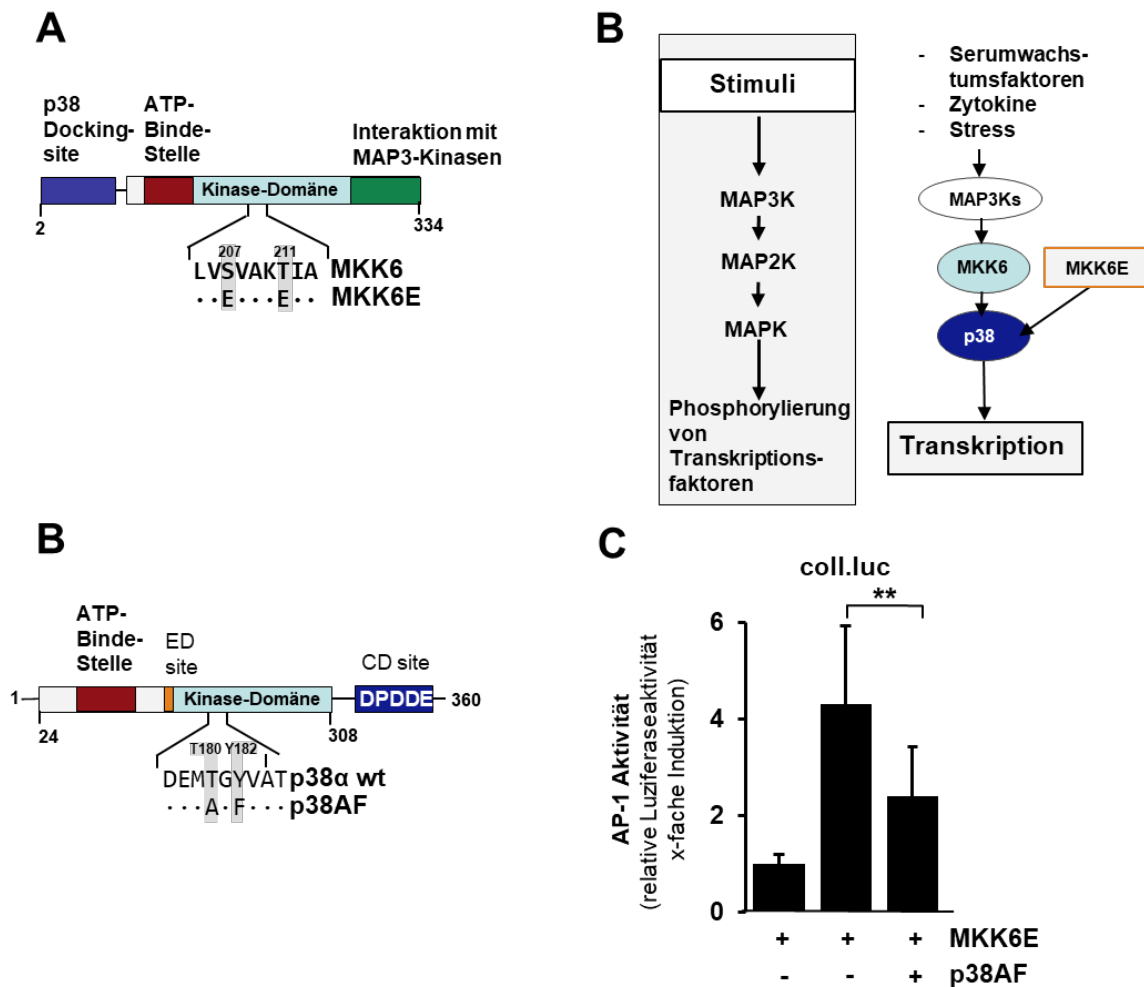 A
p38
Docking-
site
ATP-
Binde-
Stelle
Interaktion mit
MAP3-Kinasen
Kinase-Domäne
2
334
207 211
LVSVAKTIA MKK6
··E···E·· MKK6E
B
Stimuli
MAP3K
MAP2K
MAPK
Phosphorylierung
von
Transkriptions-
faktoren
- Serumwachs-
tumsfaktoren
- Zytokine
- Stress
MAP3Ks
MKK6
MKK6E
p38
Transkription
B
ATP-
Binde-
Stelle
ED
site
CD site
1
Kinase-Domäne
DPDDE
360
24
308
T180 Y182
DEMTGYVAT p38α wt
···A·F···· p38AF
C
coll.luc
**
AP-1 Aktivität
(relative Luziferaseaktivität
x-fache Induktion)
6
4
2
0
+ + + MKK6E
- - + p38AF